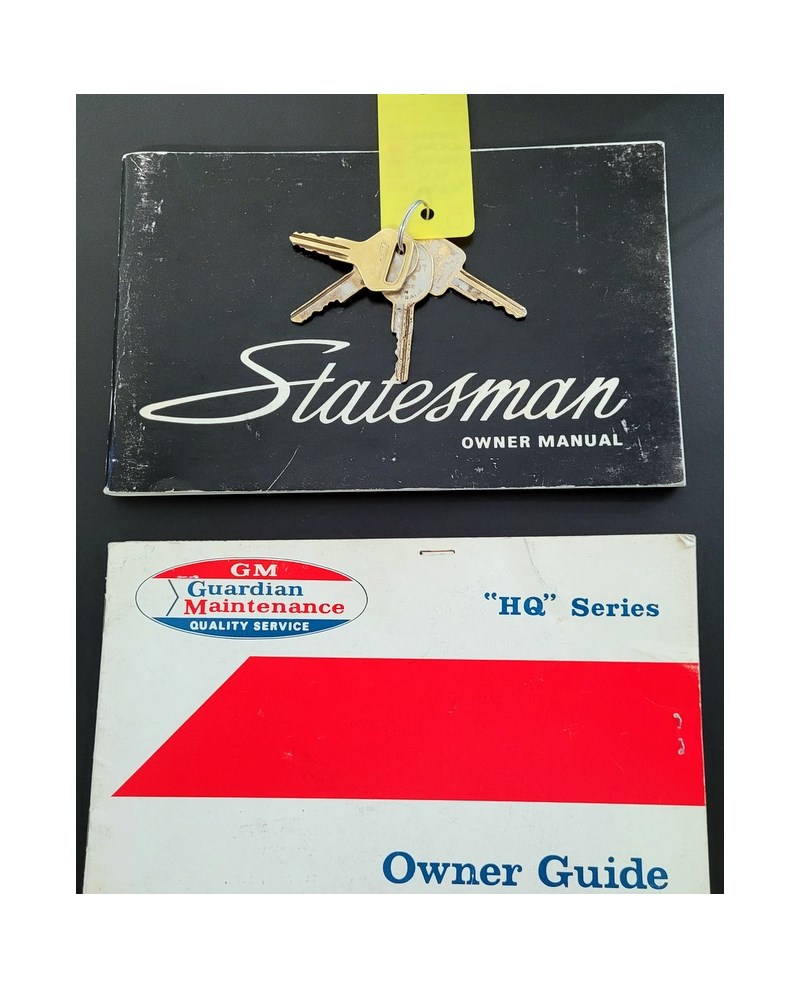 Statesman
OWNER MANUAL
GM
Guardian
Maintenance
QUALITY SERVICE
"HQ" Series
Owner Guide